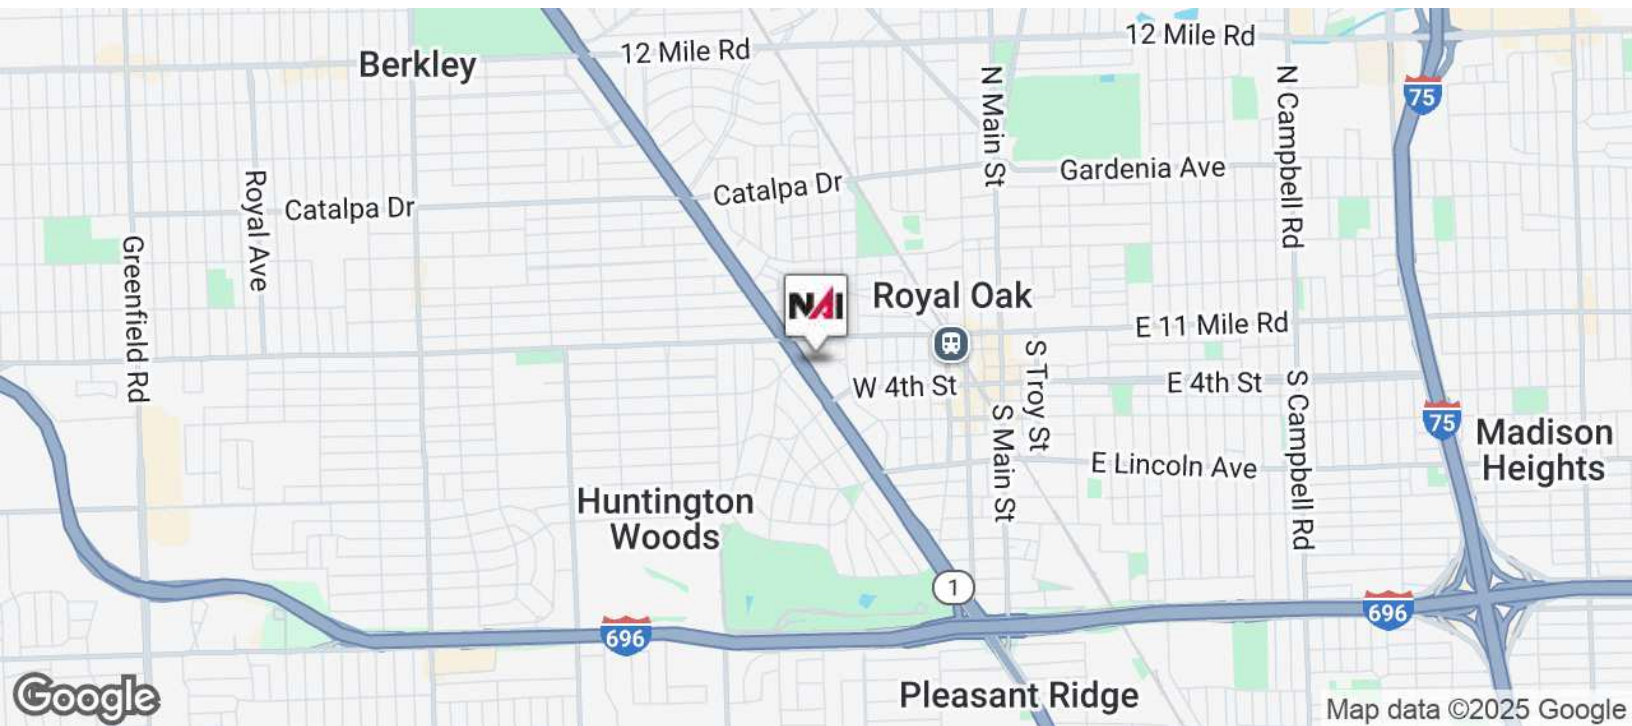 12 Mile Rd
12 Mile Rd
Berkley
N Main St
N Campbell Rd
75
Gardenia Ave
Catalpa Dr
Royal Ave
Catalpa Dr
Greenfield Rd
NAI
Royal Oak
E 11 Mile Rd
S Troy St
W 4th St
E 4th St
S Campbell Rd
S Main St
75
Madison
Heights
E Lincoln Ave
Huntington
Woods
1
696
696
Pleasant Ridge
Google
Map data ©2025 Google